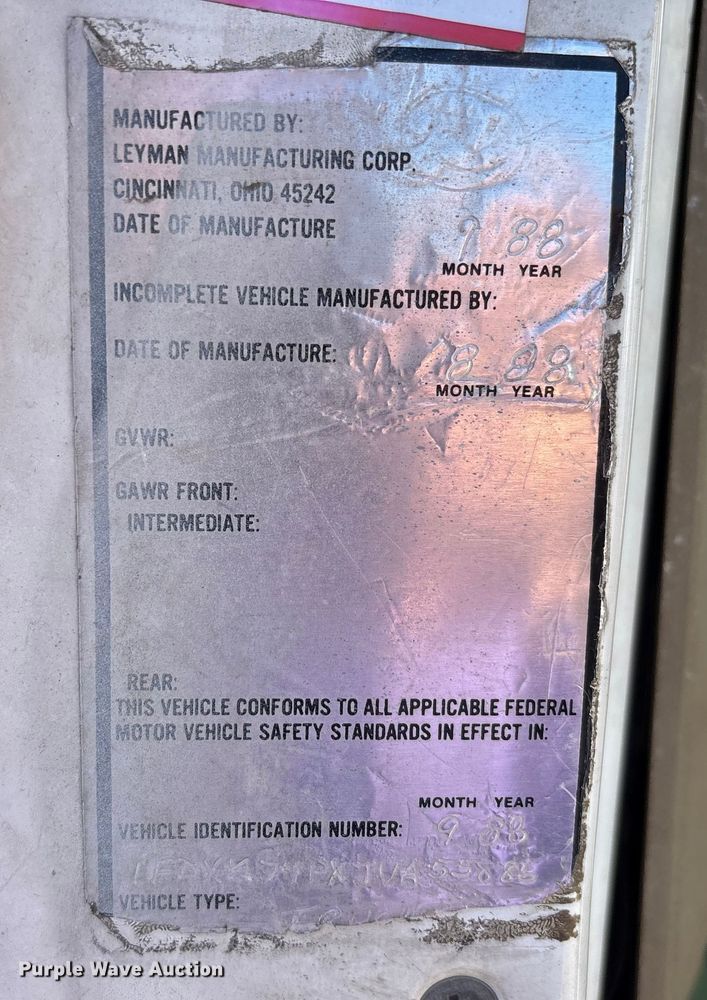 MANUFACTURED BY:
LEYMAN MANUFACTURING CORP.
CINCINNATI, OHIO 45242
DATE OF MANUFACTURE 9 88
MONTH YEAR
INCOMPLETE VEHICLE MANUFACTURED BY:
DATE OF MANUFACTURE: 8 88
MONTH YEAR
GVWR:
GAWR FRONT:
INTERMEDIATE:
REAR:
THIS VEHICLE CONFORMS TO ALL APPLICABLE FEDERAL
MOTOR VEHICLE SAFETY STANDARDS IN EFFECT IN:
MONTH YEAR
VEHICLE IDENTIFICATION NUMBER: 9 88
VEHICLE TYPE:
Purple Wave Auction